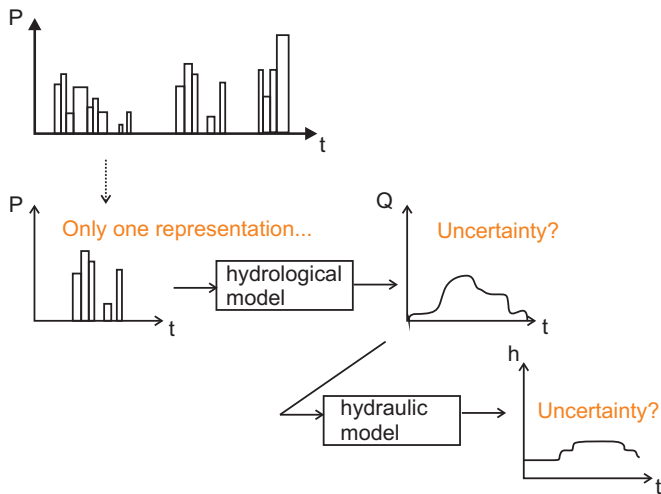 P
t
P
Only one representation...
t
hydrological
model
Q
Uncertainty?
t
hydraulic
model
h
Uncertainty?
t